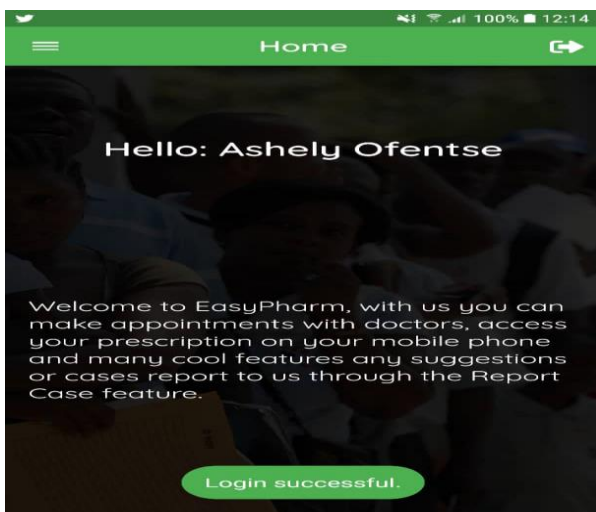 100% 12:14
Home
Hello: Ashely Ofentse
Welcome to EasyPharm, with us you can
make appointments with doctors, access
your prescription on your mobile phone
and many cool features any suggestions
or cases report to us through the Report
Case feature.
Login successful.